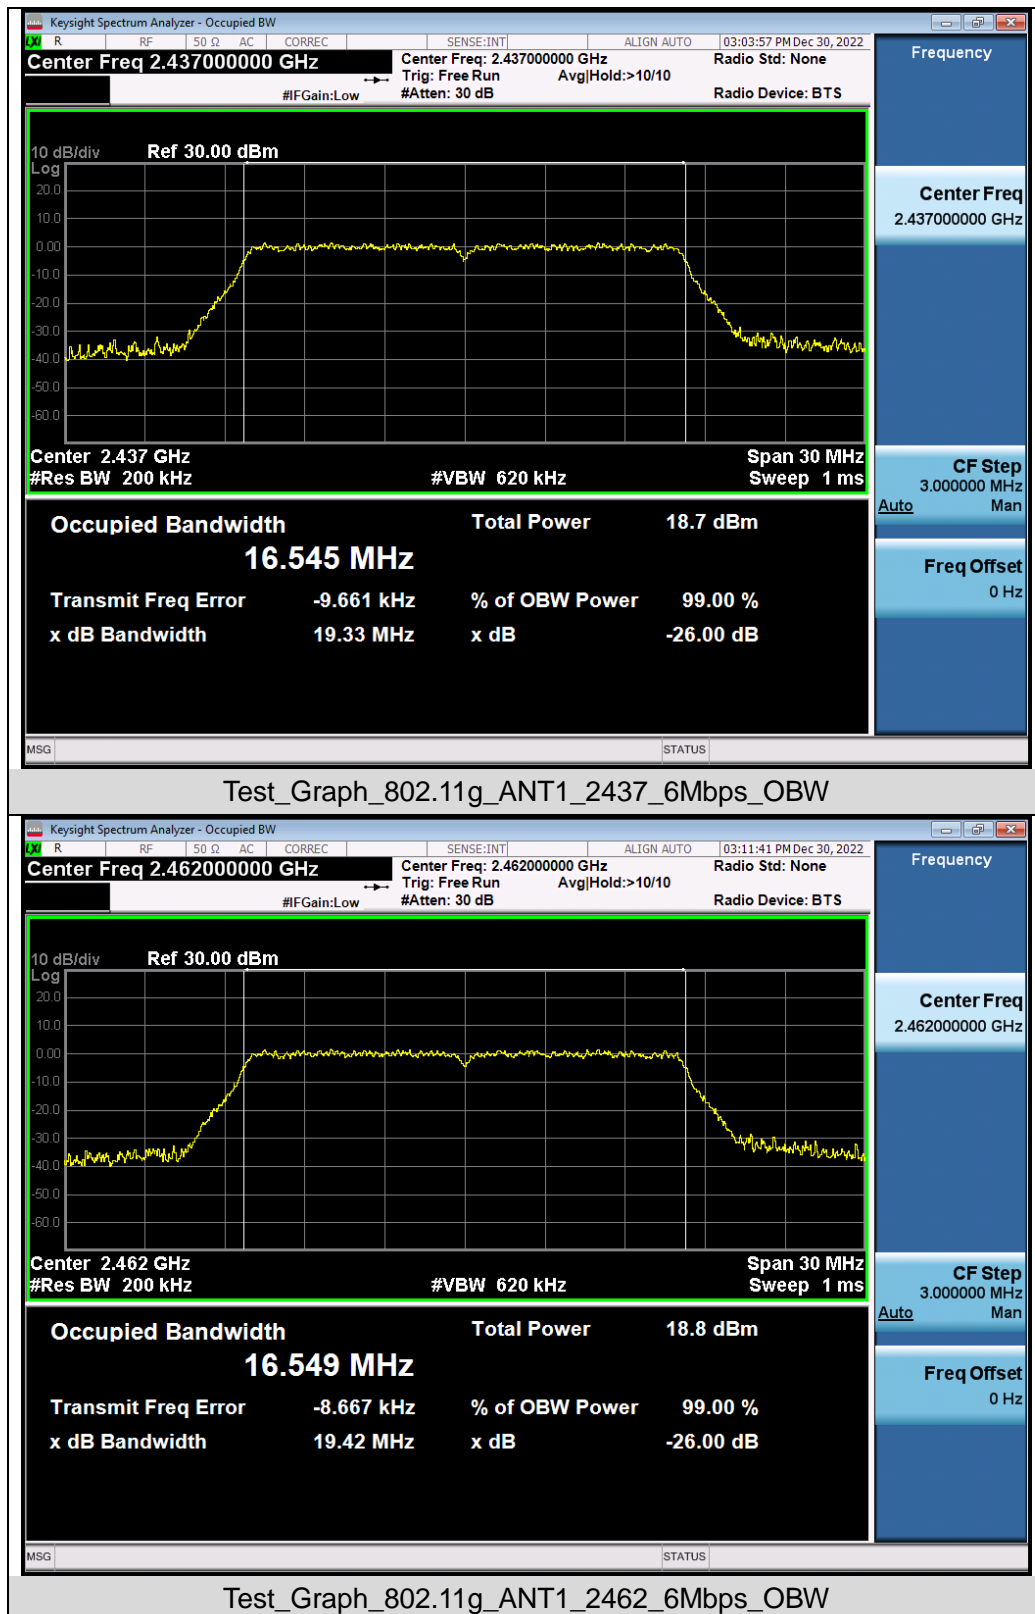 Keysight Spectrum Analyzer - Occupied BW
LXI R RF 50 Ω AC CORREC SENSE:INT ALIGN AUTO 03:03:57 PM Dec 30, 2022
Center Freq 2.437000000 GHz
Center Freq: 2.437000000 GHz Radio Std: None
Trig: Free Run Avg|Hold:>10/10
#IFGain:Low #Atten: 30 dB Radio Device: BTS
Frequency
10 dB/div Ref 30.00 dBm
Log
20.0
10.0
0.00
-10.0
-20.0
-30.0
-40.0
-50.0
-60.0
Center 2.437 GHz Span 30 MHz
#Res BW 200 kHz #VBW 620 kHz Sweep 1 ms
Center Freq
2.437000000 GHz
CF Step
3.000000 MHz
Auto Man
Freq Offset
0 Hz
Occupied Bandwidth Total Power 18.7 dBm
16.545 MHz
Transmit Freq Error -9.661 kHz % of OBW Power 99.00 %
x dB Bandwidth 19.33 MHz x dB -26.00 dB
MSG STATUS
Test_Graph_802.11g_ANT1_2437_6Mbps_OBW
Keysight Spectrum Analyzer - Occupied BW
LXI R RF 50 Ω AC CORREC SENSE:INT ALIGN AUTO 03:11:41 PM Dec 30, 2022
Center Freq 2.462000000 GHz
Center Freq: 2.462000000 GHz Radio Std: None
Trig: Free Run Avg|Hold:>10/10
#IFGain:Low #Atten: 30 dB Radio Device: BTS
Frequency
10 dB/div Ref 30.00 dBm
Log
20.0
10.0
0.00
-10.0
-20.0
-30.0
-40.0
-50.0
-60.0
Center 2.462 GHz Span 30 MHz
#Res BW 200 kHz #VBW 620 kHz Sweep 1 ms
Center Freq
2.462000000 GHz
CF Step
3.000000 MHz
Auto Man
Freq Offset
0 Hz
Occupied Bandwidth Total Power 18.8 dBm
16.549 MHz
Transmit Freq Error -8.667 kHz % of OBW Power 99.00 %
x dB Bandwidth 19.42 MHz x dB -26.00 dB
MSG STATUS
Test_Graph_802.11g_ANT1_2462_6Mbps_OBW